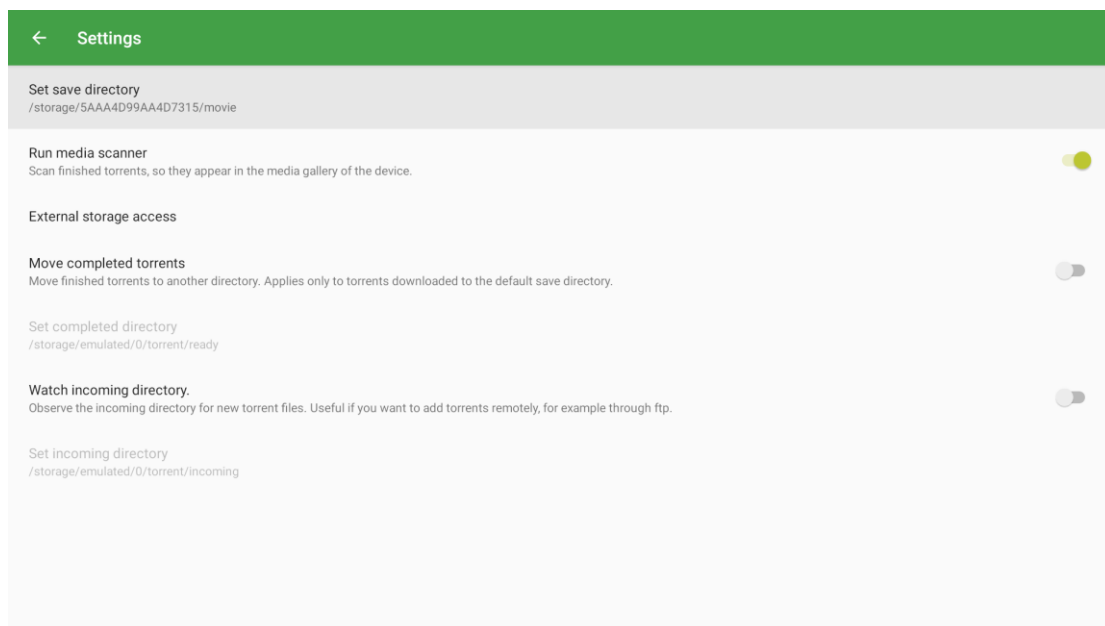 Settings
Set save directory
/storage/5AAA4D99AA4D7315/movie
Run media scanner
Scan finished torrents, so they appear in the media gallery of the device.
External storage access
Move completed torrents
Move finished torrents to another directory. Applies only to torrents downloaded to the default save directory.
Set completed directory
/storage/emulated/0/torrent/ready
Watch incoming directory.
Observe the incoming directory for new torrent files. Useful if you want to add torrents remotely, for example through ftp.
Set incoming directory
/storage/emulated/0/torrent/incoming